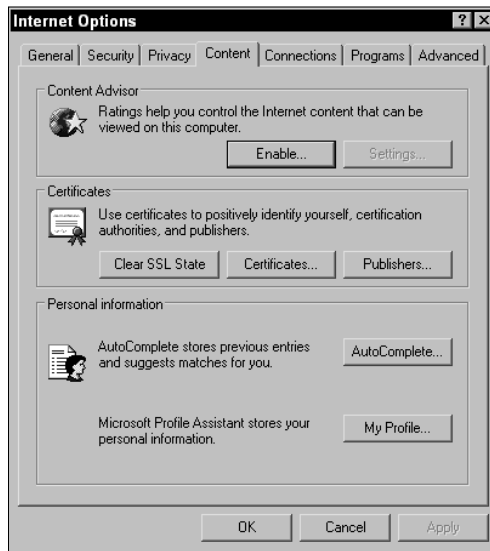 Internet Options ? X
General Security Privacy Content Connections Programs Advanced
Content Advisor
Ratings help you control the Internet content that can be
viewed on this computer.
Enable... Settings...
Certificates
Use certificates to positively identify yourself, certification
authorities, and publishers.
Clear SSL State Certificates... Publishers...
Personal information
AutoComplete stores previous entries
and suggests matches for you.
AutoComplete...
Microsoft Profile Assistant stores your
personal information.
My Profile...
OK Cancel Apply